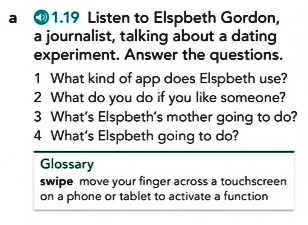 a 1.19 Listen to Elspbeth Gordon,
a journalist, talking about a dating
experiment. Answer the questions.
1 What kind of app does Elspbeth use?
2 What do you do if you like someone?
3 What's Elspbeth's mother going to do?
4 What's Elspbeth going to do?
Glossary
swipe move your finger across a touchscreen
on a phone or tablet to activate a function